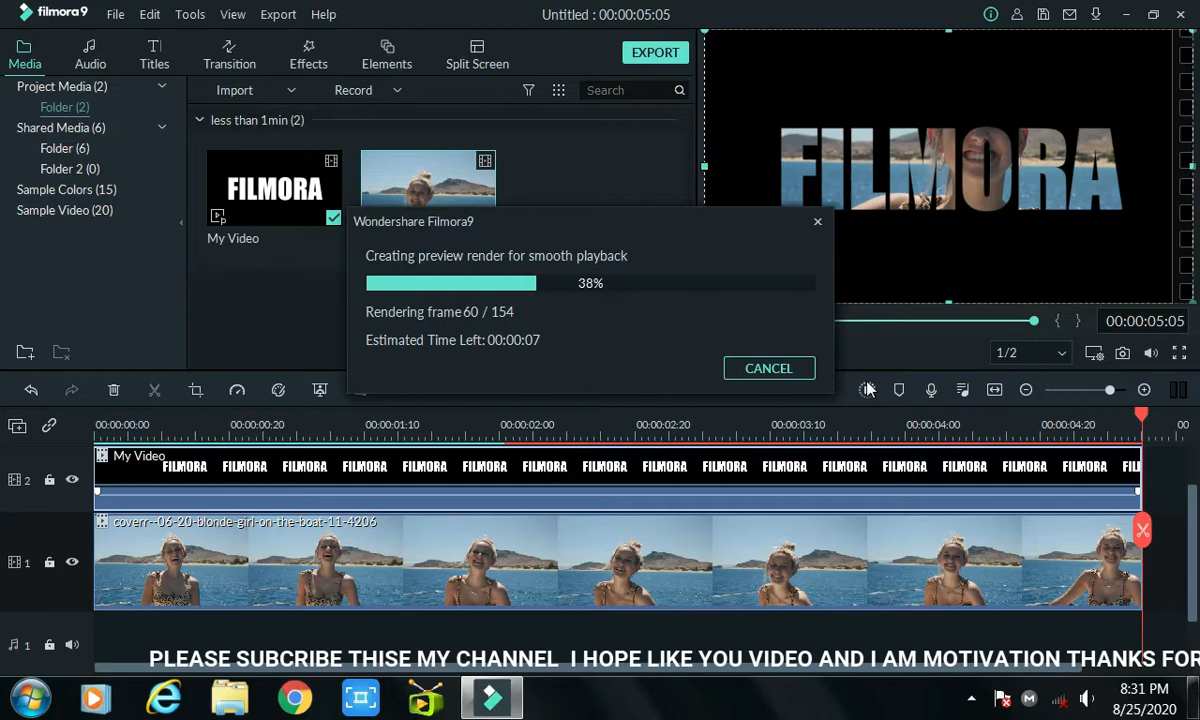 filmora9 File Edit Tools View Export Help Untitled : 00:00:05:05
Media Audio Titles Transition Effects Elements Split Screen EXPORT
Project Media (2)
Folder (2)
Shared Media (6)
Folder (6)
Folder 2 (0)
Sample Colors (15)
Sample Video (20)
Import Record Search
less than 1min (2)
FILMORA
My Video
FILMORA
Wondershare Filmora9
Creating preview render for smooth playback
38%
Rendering frame 60 / 154
Estimated Time Left: 00:00:07
CANCEL
{ } 00:00:05:05
1/2
00:00:00:00 00:00:00:20 00:00:01:10 00:00:02:00 00:00:02:20 00:00:03:10 00:00:04:00 00:00:04:20 00
2 My Video FILMORA FILMORA FILMORA FILMORA FILMORA FILMORA FILMORA FILMORA FILMORA FILMORA FILMORA FILMORA FILMORA FILMORA FILMORA FILMORA FIL
coverr--06-20-blonde-girl-on-the-boat-11-4206
1
1
PLEASE SUBCRIBE THISE MY CHANNEL I HOPE LIKE YOU VIDEO AND I AM MOTIVATION THANKS FOR
8:31 PM
8/25/2020